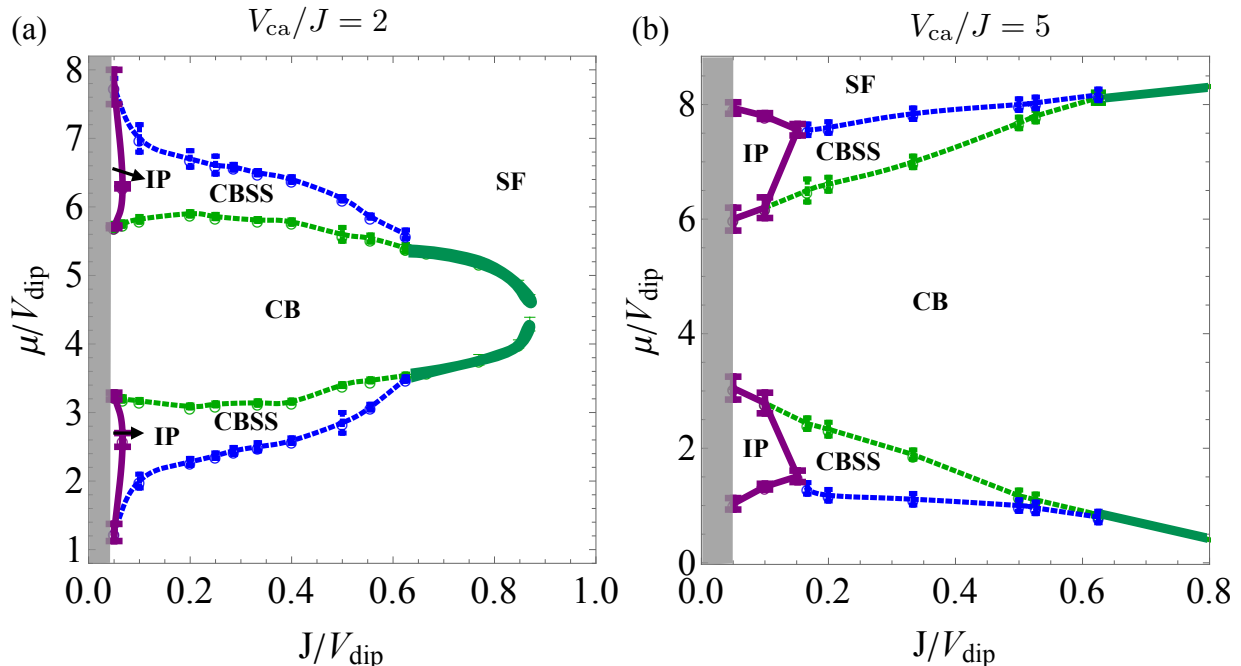 (a)
V_ca/J = 2
8
7
6
5
4
3
2
1
μ/V_dip
IP
CBSS
SF
CB
CBSS
IP
0.0 0.2 0.4 0.6 0.8 1.0
J/V_dip
(b)
V_ca/J = 5
8
6
4
2
0
μ/V_dip
SF
IP
CBSS
CB
IP
CBSS
0.0 0.2 0.4 0.6 0.8
J/V_dip